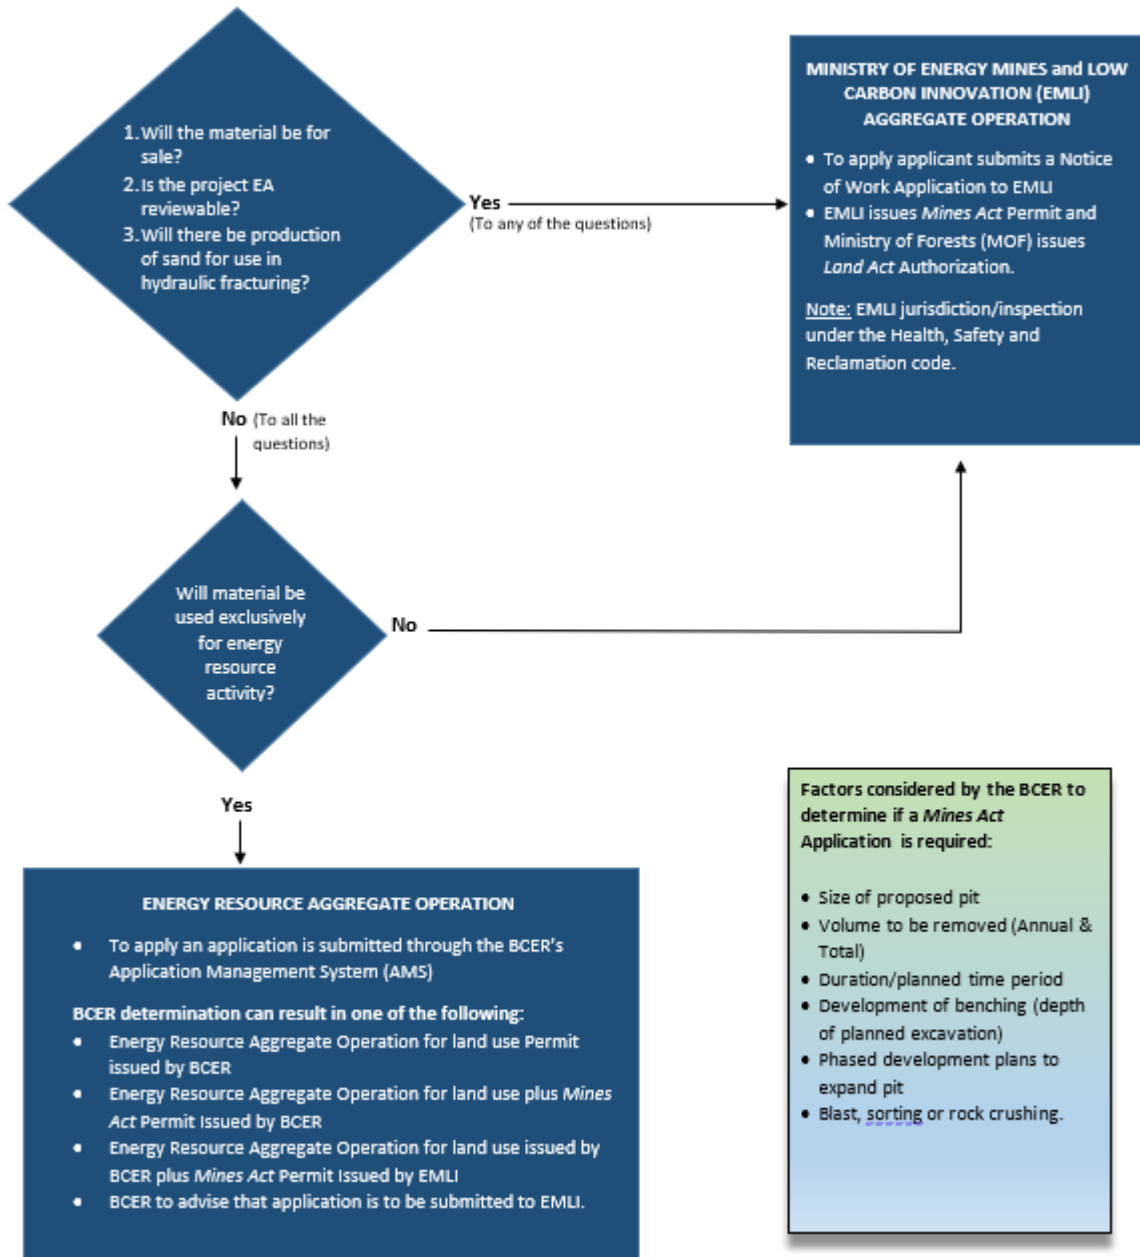 1. Will the material be for
sale?
2. Is the project EA
reviewable?
3. Will there be production
of sand for use in
hydraulic fracturing?
Yes
(To any of the questions)
MINISTRY OF ENERGY MINES and LOW
CARBON INNOVATION (EMLI)
AGGREGATE OPERATION
• To apply applicant submits a Notice
of Work Application to EMLI
• EMLI issues Mines Act Permit and
Ministry of Forests (MOF) issues
Land Act Authorization.
Note: EMLI jurisdiction/inspection
under the Health, Safety and
Reclamation code.
No (To all the
questions)
Will material be
used exclusively
for energy
resource
activity?
No
Yes
ENERGY RESOURCE AGGREGATE OPERATION
• To apply an application is submitted through the BCER's
Application Management System (AMS)
BCER determination can result in one of the following:
• Energy Resource Aggregate Operation for land use Permit
issued by BCER
• Energy Resource Aggregate Operation for land use plus Mines
Act Permit Issued by BCER
• Energy Resource Aggregate Operation for land use issued by
BCER plus Mines Act Permit Issued by EMLI
• BCER to advise that application is to be submitted to EMLI.
Factors considered by the BCER to
determine if a Mines Act
Application is required:
• Size of proposed pit
• Volume to be removed (Annual &
Total)
• Duration/planned time period
• Development of benching (depth
of planned excavation)
• Phased development plans to
expand pit
• Blast, sorting or rock crushing.